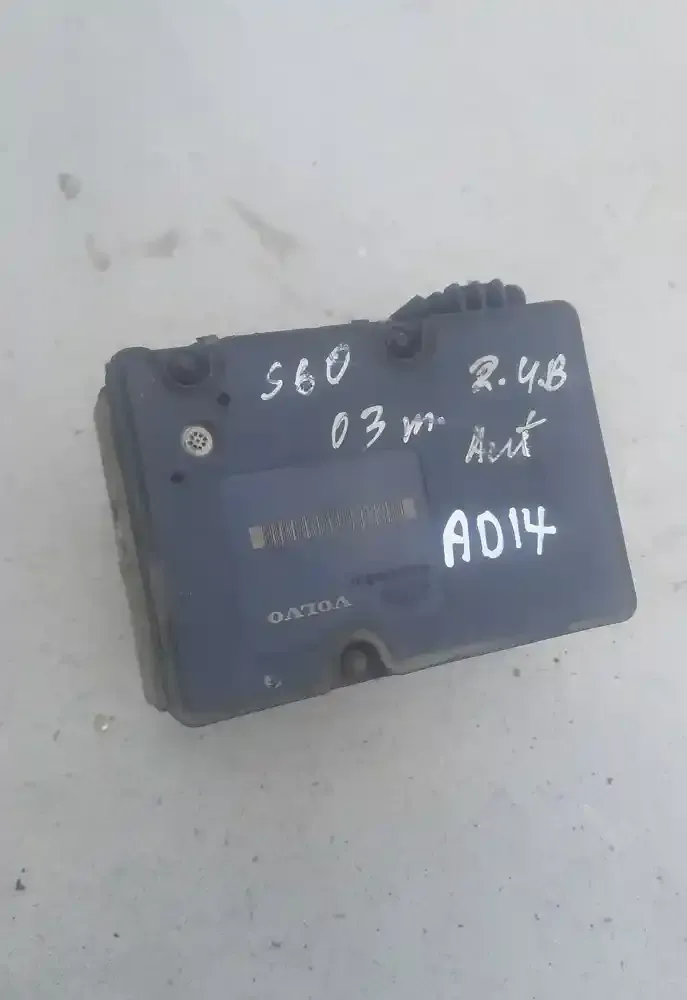 S60 2.4B
03 m. Aut
AD14
VOLVO